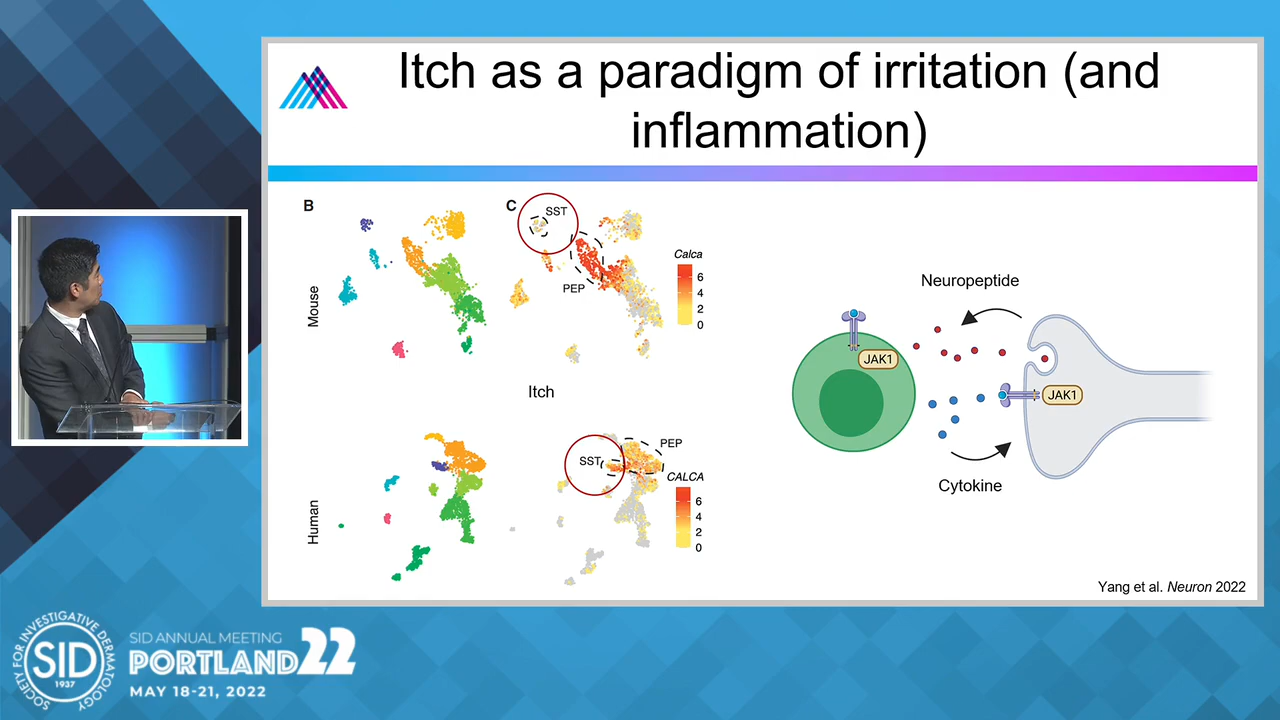 Itch as a paradigm of irritation (and
inflammation)
B
C
SST
PEP
Calca
6
4
2
0
Mouse
Itch
Human
SST
PEP
CALCA
6
4
2
0
Neuropeptide
JAK1
JAK1
Cytokine
Yang et al. Neuron 2022
SOCIETY FOR INVESTIGATIVE DERMATOLOGY
SID
1937
SID ANNUAL MEETING
PORTLAND 22
MAY 18-21, 2022